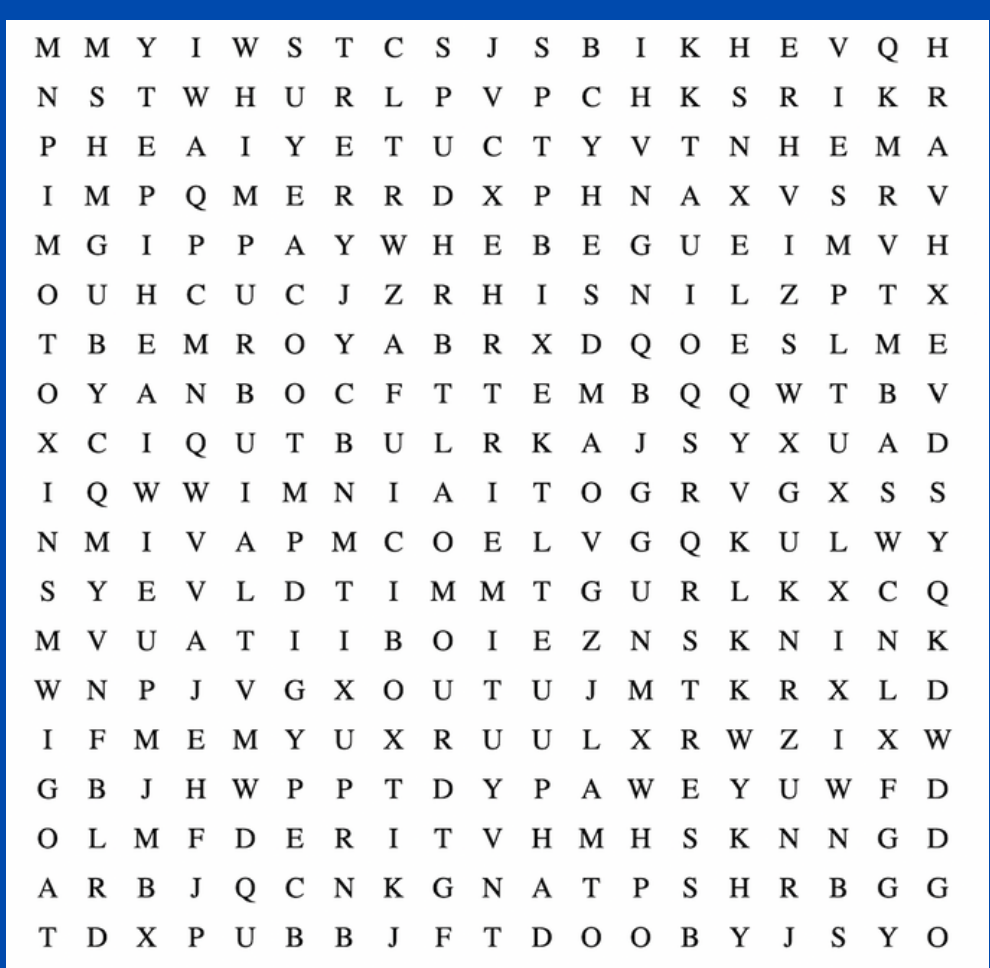 M M Y I W S T C S J S B I K H E V Q H
N S T W H U R L P V P C H K S R I K R
P H E A I Y E T U C T Y V T N H E M A
I M P Q M E R R D X P H N A X V S R V
M G I P P A Y W H E B E G U E I M V H
O U H C U C J Z R H I S N I L Z P T X
T B E M R O Y A B R X D Q O E S L M E
O Y A N B O C F T T E M B Q Q W T B V
X C I Q U T B U L R K A J S Y X U A D
I Q W W I M N I A I T O G R V G X S S
N M I V A P M C O E L V G Q K U L W Y
S Y E V L D T I M M T G U R L K X C Q
M V U A T I I B O I E Z N S K N I N K
W N P J V G X O U T U J M T K R X L D
I F M E M Y U X R U U L X R W Z I X W
G B J H W P P T D Y P A W E Y U W F D
O L M F D E R I T V H M H S K N N G D
A R B J Q C N K G N A T P S H R B G G
T D X P U B B J F T D O O B Y J S Y O